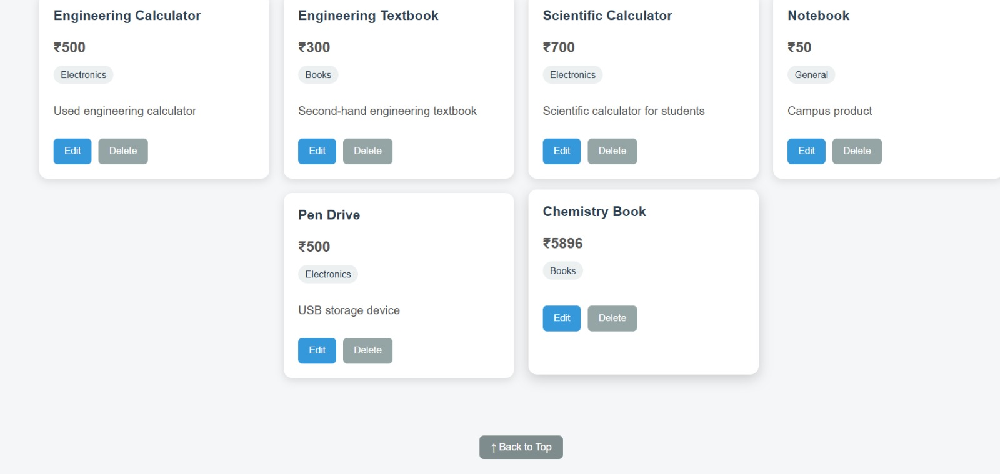 Engineering Calculator
₹500
Electronics
Used engineering calculator
Edit Delete
Engineering Textbook
₹300
Books
Second-hand engineering textbook
Edit Delete
Scientific Calculator
₹700
Electronics
Scientific calculator for students
Edit Delete
Notebook
₹50
General
Campus product
Edit Delete
Pen Drive
₹500
Electronics
USB storage device
Edit Delete
Chemistry Book
₹5896
Books
Edit Delete
↑ Back to Top